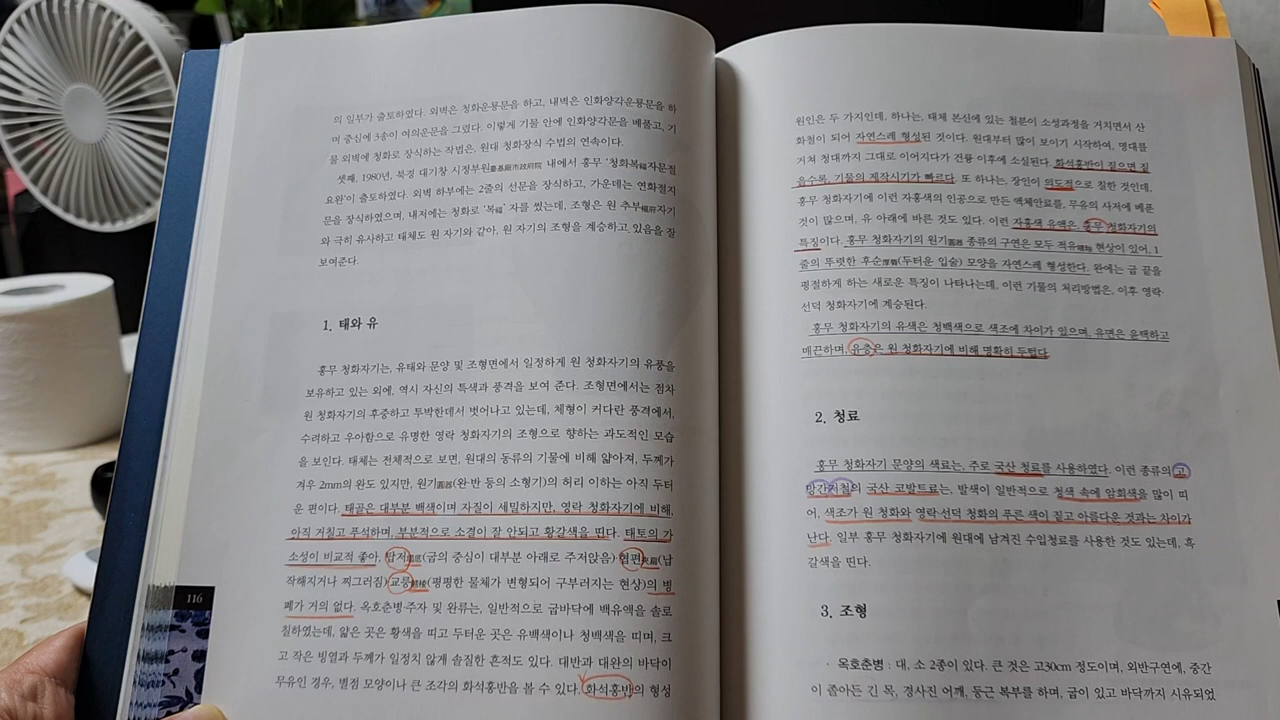 의 일부가 출토하였다. 외벽은 청화운룡문을 하고, 내벽은 인화양각운룡문을 하
며 중심에 3송이 여의운문을 그렸다. 이렇게 기물 안에 인화양각문을 베풀고, 기
물 외벽에 청화로 장식하는 작법은, 원대 청화장식 수법의 연속이다.
셋째, 1980년, 북경 대기창 시정부원臺基廠市政府院 내에서 홍무 '청화복福자문절
요완'이 출토하였다. 외벽 하부에는 2줄의 선문을 장식하고, 가운데는 연화절지
문을 장식하였으며, 내저에는 청화로 '복福' 자를 썼는데, 조형은 원 추부樞府자기
와 극히 유사하고 태체도 원 자기와 같아, 원 자기의 조형을 계승하고 있음을 잘
보여준다.
1. 태와 유
홍무 청화자기는, 유태와 문양 및 조형면에서 일정하게 원 청화자기의 유풍을
보유하고 있는 외에, 역시 자신의 특색과 풍격을 보여 준다. 조형면에서는 점차
원 청화자기의 후중하고 투박한데서 벗어나고 있는데, 체형이 커다란 풍격에서,
수려하고 우아함으로 유명한 영락 청화자기의 조형으로 향하는 과도적인 모습
을 보인다. 태체는 전체적으로 보면, 원대의 동류의 기물에 비해 얇아져, 두께가
겨우 2mm의 완도 있지만, 원기圓器(완·반 등의 소형기)의 허리 이하는 아직 두터
운 편이다. 태골은 대부분 백색이며 자질이 세밀하지만, 영락 청화자기에 비해,
아직 거칠고 푸석하며, 부분적으로 소결이 잘 안되고 황갈색을 띤다. 태토의 가
소성이 비교적 좋아, 탑저塌底(굽의 중심이 대부분 아래로 주저앉음) 협편夾扁(납
작해지거나 찌그러짐) 교릉(평평한 물체가 변형되어 구부러지는 현상)의 병
폐가 거의 없다. 옥호춘병·주자 및 완류는, 일반적으로 굽바닥에 백유액을 솔로
칠하였는데, 얇은 곳은 황색을 띠고 두터운 곳은 유백색이나 청백색을 띠며, 크
고 작은 빙열과 두께가 일정치 않게 솔질한 흔적도 있다. 대반과 대완의 바닥이
무유인 경우, 별점 모양이나 큰 조각의 화석홍반을 볼 수 있다. 화석홍반의 형성
116
원인은 두 가지인데, 하나는, 태체 본선에 있는 철분이 소성과정을 거치면서 산
화철이 되어 자연스레 형성된 것이다. 원대부터 많이 보이기 시작하여, 명대를
거쳐 청대까지 그대로 이어지다가 건륭 이후에 소실된다. 화석홍반이 짙으면 짙
을수록, 기물의 제작시기가 빠르다. 또 하나는, 장인이 의도적으로 칠한 것인데,
홍무 청화자기에 이런 자홍색의 인공으로 만든 액체안료를, 무유의 사저에 베푼
것이 많으며, 유 아래에 바른 것도 있다. 이런 자홍색 유액은, 홍무 청화자기의
특징이다. 홍무 청화자기의 원기圓器 종류의 구연은 모두 적유 현상이 있어, 1
줄의 뚜렷한 후순厚脣(두터운 입술) 모양을 자연스레 형성한다. 완에는 굽 끝을
평절하게 하는 새로운 특징이 나타나는데, 이런 기물의 처리방법은, 이후 영락·
선덕 청화자기에 계승된다.
홍무 청화자기의 유색은 청백색으로 색조에 차이가 있으며, 유면은 윤택하고
매끈하며, 유층은 원 청화자기에 비해 명확히 두텁다.
2. 청료
홍무 청화자기 문양의 색료는, 주로 국산 청료를 사용하였다. 이런 종류의 고
망간저철의 국산 코발트료는, 발색이 일반적으로 청색 속에 암회색을 많이 띠
어, 색조가 원 청화와 영락·선덕 청화의 푸른 색이 짙고 아름다운 것과는 차이가
난다. 일부 홍무 청화자기에 원대에 남겨진 수입청료를 사용한 것도 있는데, 흑
갈색을 띤다.
3. 조형
· 옥호춘병 : 대, 소 2종이 있다. 큰 것은 고30cm 정도이며, 외반구연에, 중간
이 졸아든 긴 목, 경사진 어깨, 둥근 복부를 하며, 굽이 있고 바닥까지 시유되었